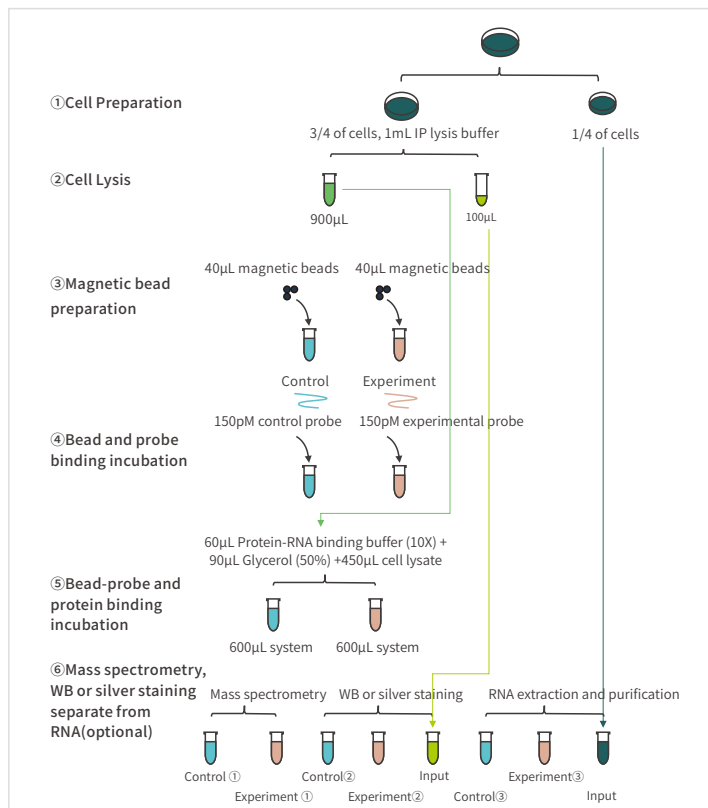 ①Cell Preparation
3/4 of cells, 1mL IP lysis buffer
1/4 of cells
②Cell Lysis
900μL
100μL
40μL magnetic beads
40μL magnetic beads
③Magnetic bead
preparation
Control
Experiment
150pM control probe
150pM experimental probe
④Bead and probe
binding incubation
60μL Protein-RNA binding buffer (10X) +
90μL Glycerol (50%) +450μL cell lysate
⑤Bead-probe and
protein binding
incubation
600μL system
600μL system
⑥Mass spectrometry,
WB or silver staining
separate from
RNA(optional)
Mass spectrometry
WB or silver staining
RNA extraction and purification
Control ①
Experiment ①
Control②
Experiment②
Input
Control③
Experiment③
Input